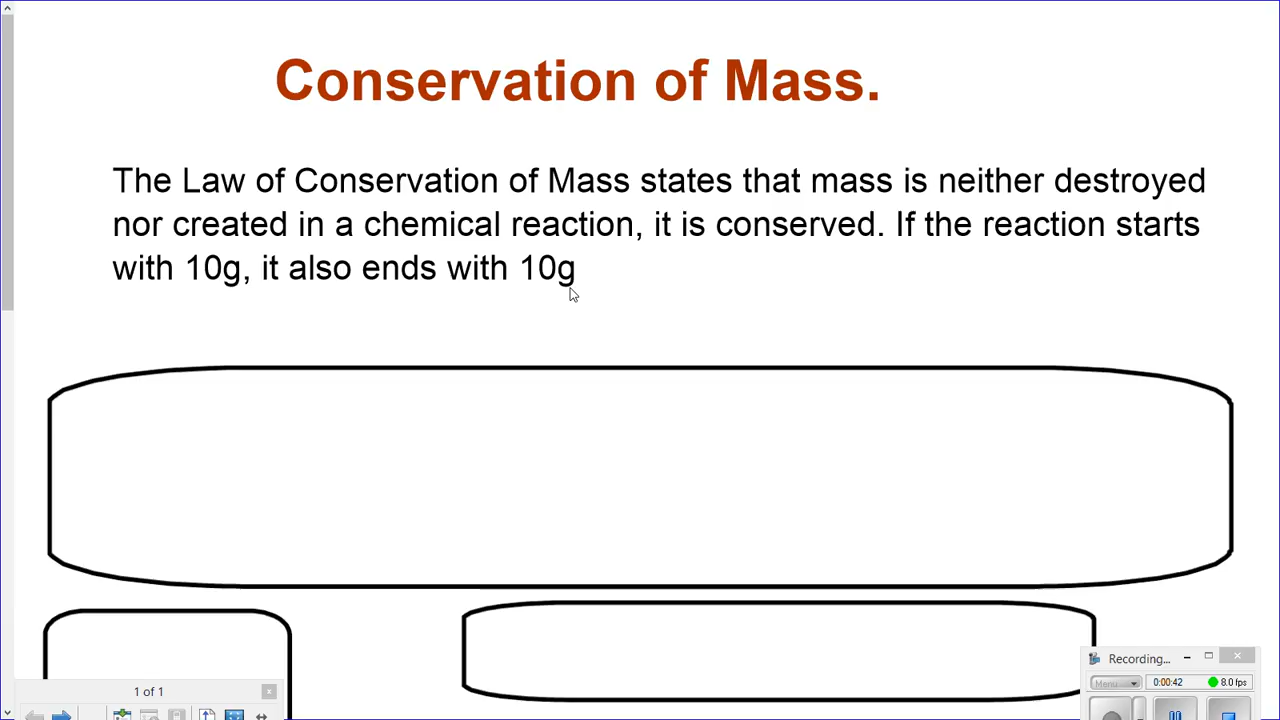 Conservation of Mass.
The Law of Conservation of Mass states that mass is neither destroyed
nor created in a chemical reaction, it is conserved. If the reaction starts
with 10g, it also ends with 10g
Recording...
Menu
0:00:42
8.0 fps
1 of 1